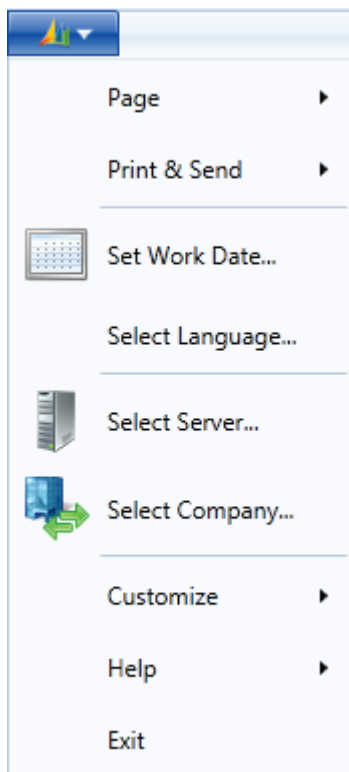 Page
Print & Send
Set Work Date...
Select Language...
Select Server...
Select Company...
Customize
Help
Exit